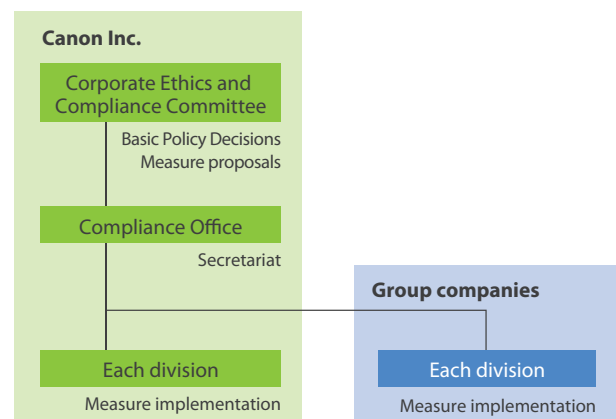 Canon Inc.
Corporate Ethics and
Compliance Committee
Basic Policy Decisions
Measure proposals
Compliance Office
Secretariat
Each division
Measure implementation
Group companies
Each division
Measure implementation